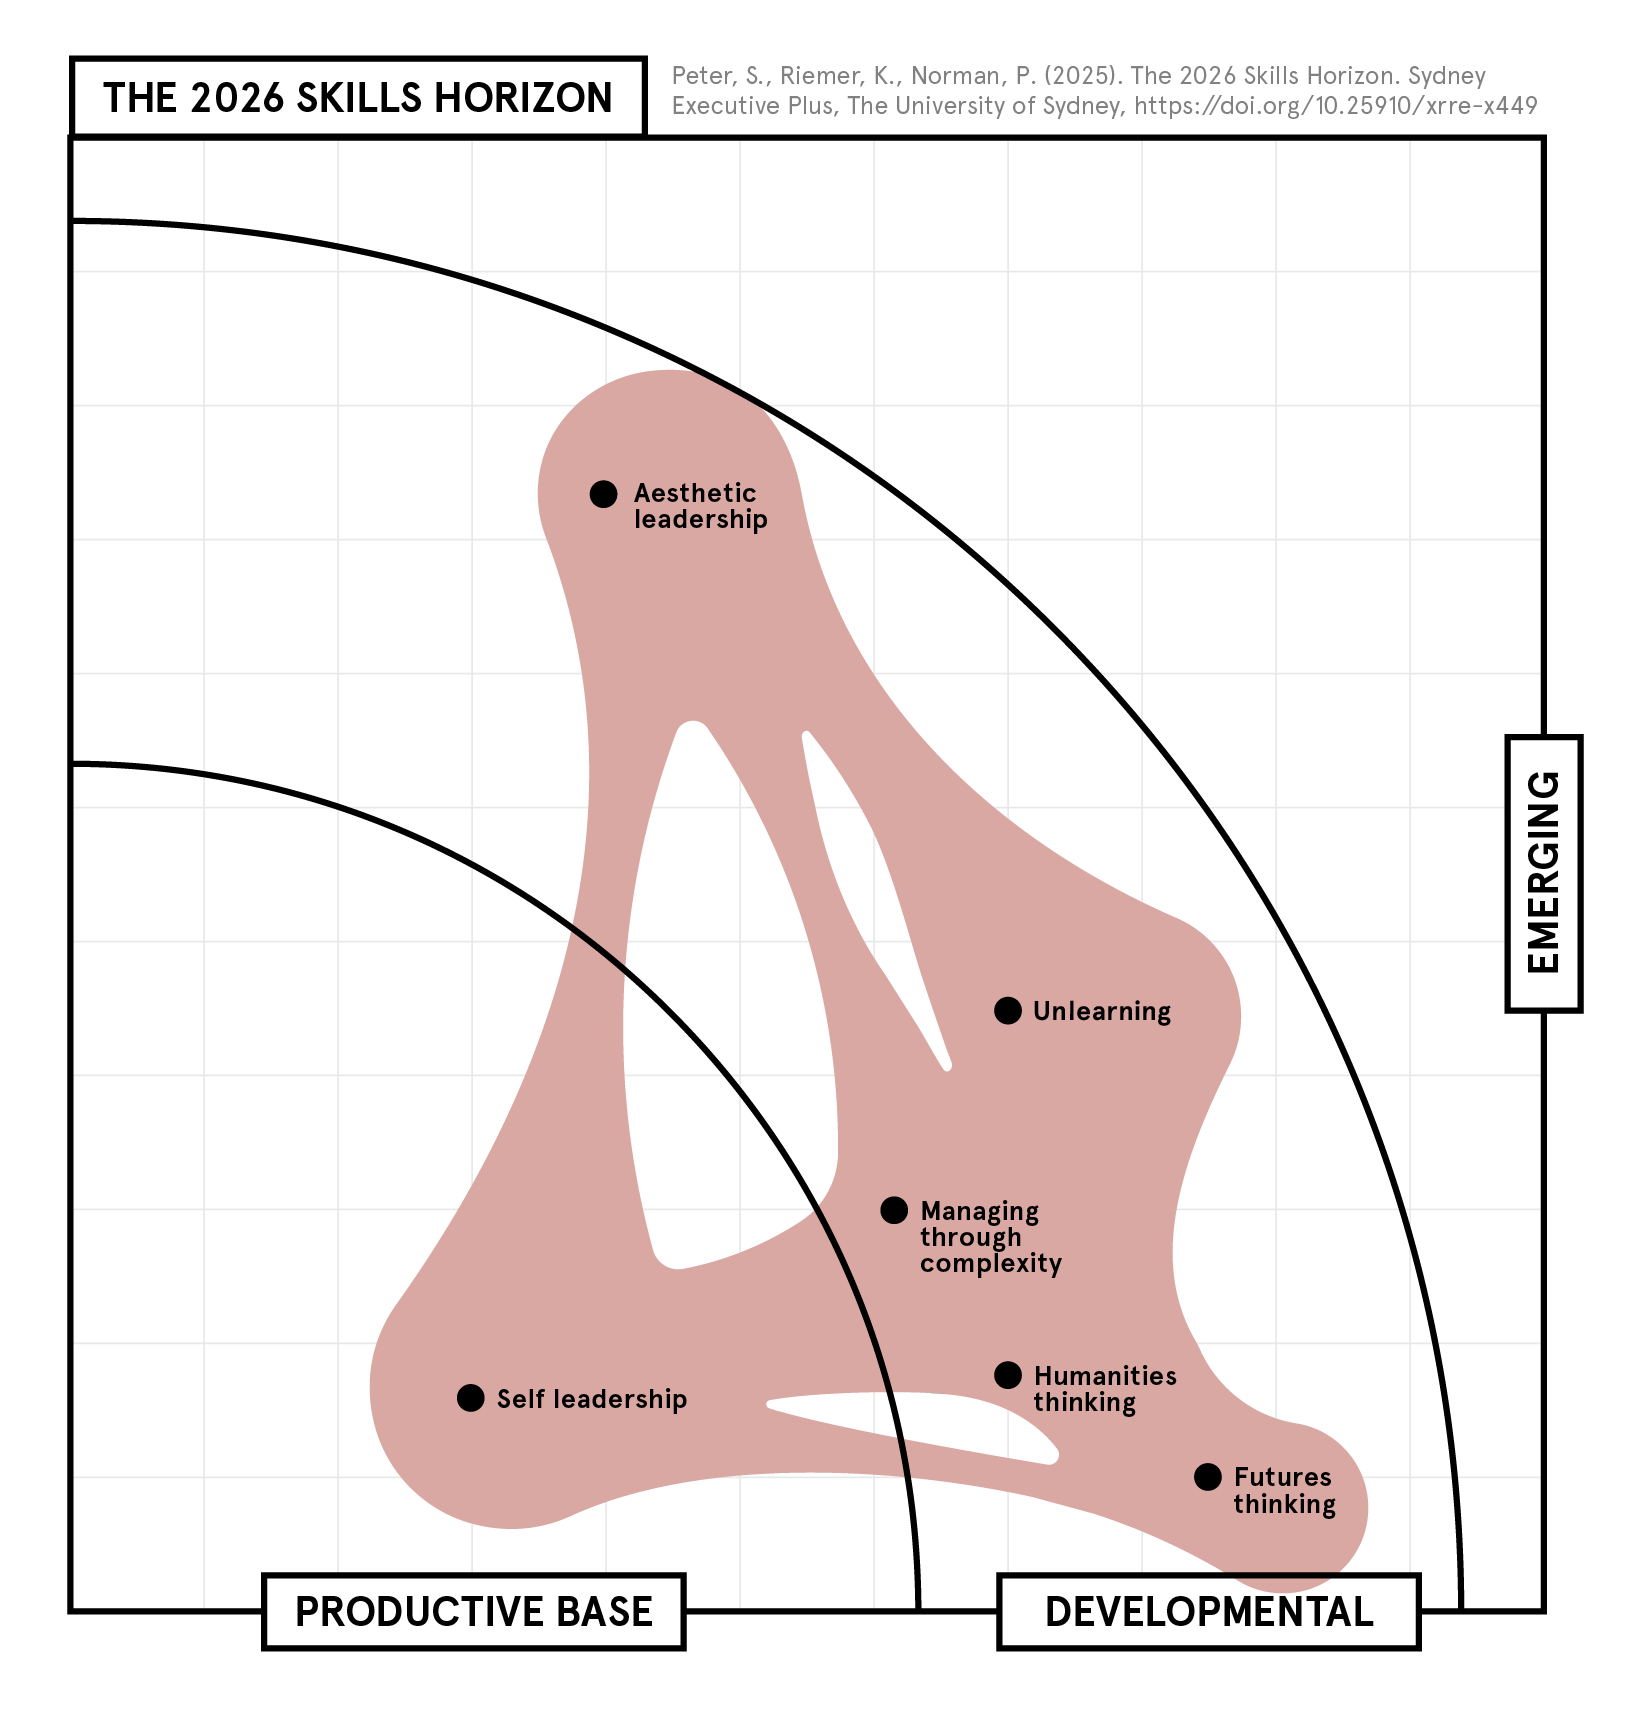 THE 2026 SKILLS HORIZON
Peter, S., Riemer, K., Norman, P. (2025). The 2026 Skills Horizon. Sydney
Executive Plus, The University of Sydney, https://doi.org/10.25910/xrre-x449
Aesthetic
leadership
EMERGING
Unlearning
Managing
through
complexity
Humanities
thinking
Self leadership
Futures
thinking
PRODUCTIVE BASE
DEVELOPMENTAL